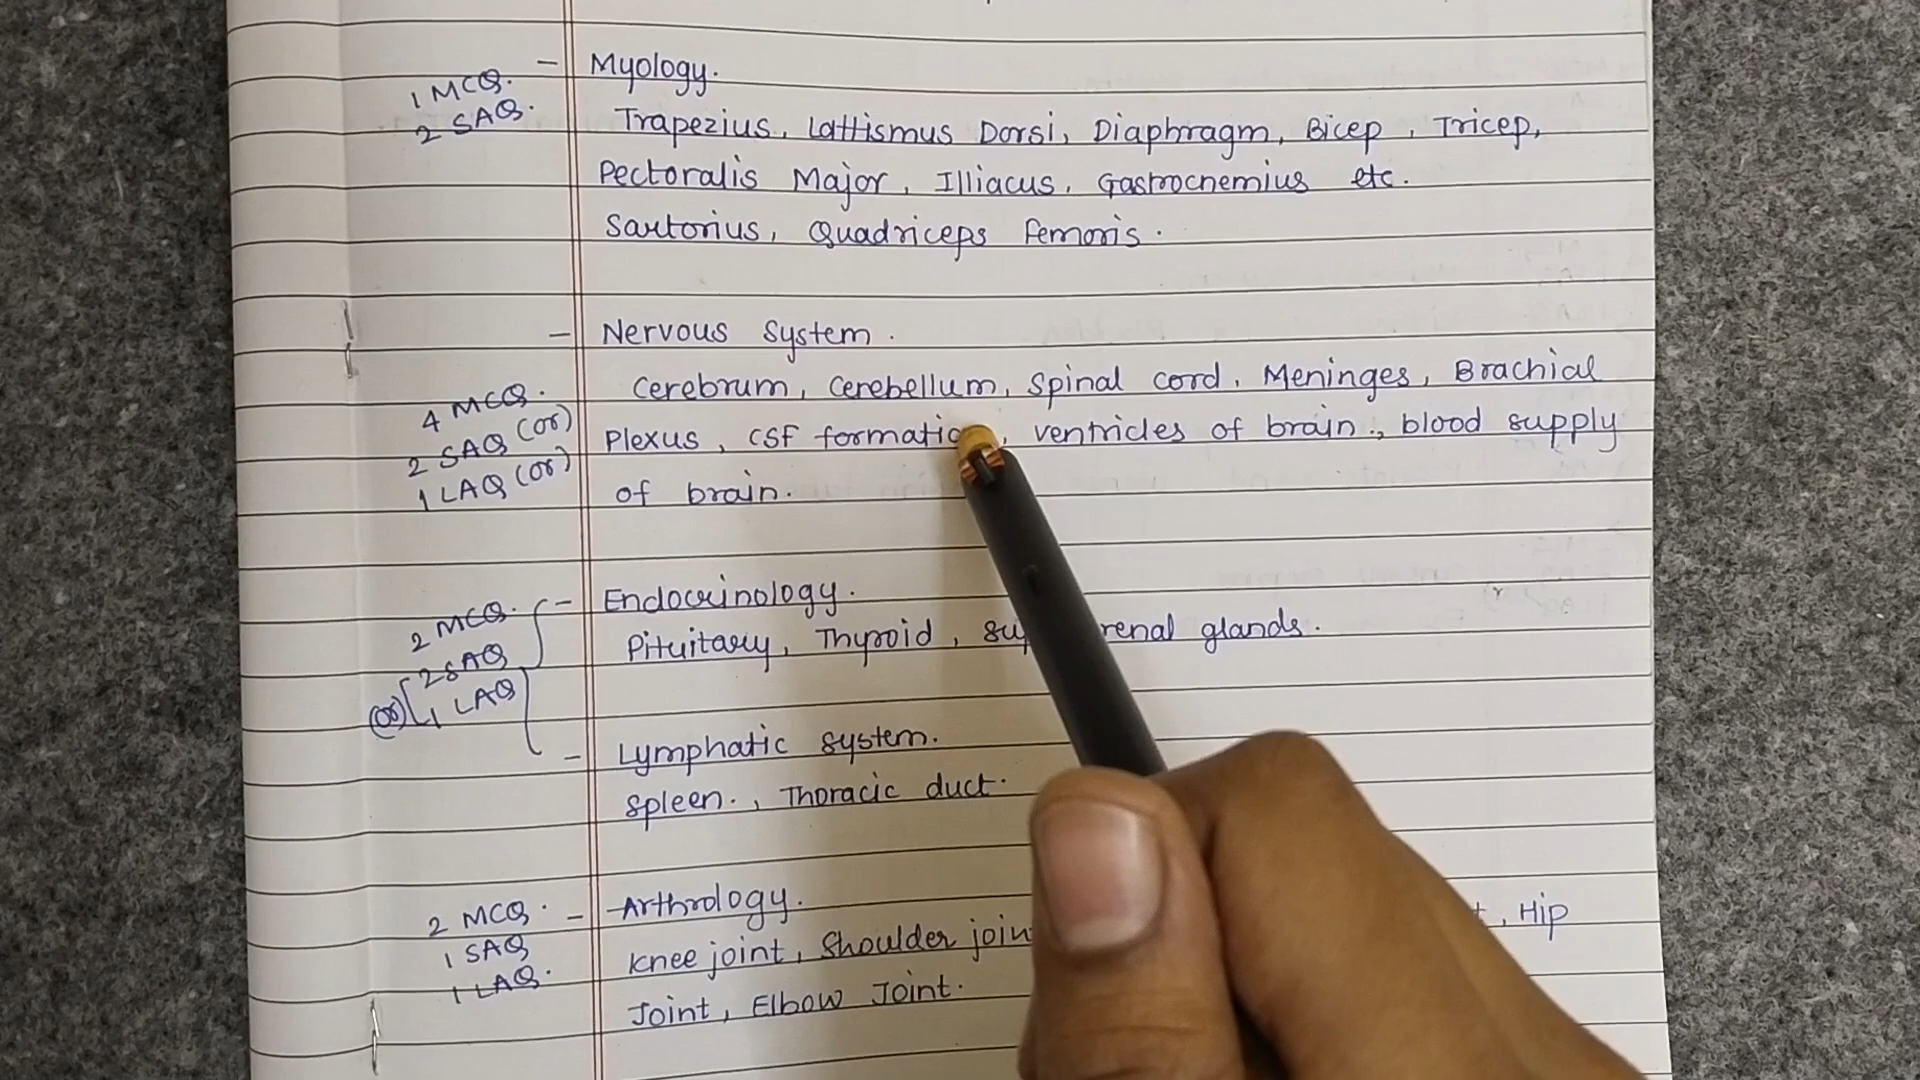 - Myology.
1 MCQ.
2 SAQ.
Trapezius, Lattismus Dorsi, Diaphragm, Bicep, Tricep,
Pectoralis Major, Illiacus, Gastrocnemius etc.
Sartorius, Quadriceps femoris.
- Nervous System.
Cerebrum, Cerebellum, Spinal cord, Meninges, Brachial
4 MCQ.
2 SAQ (or)
1 LAQ (or)
Plexus, CSF formatio, ventricles of brain, blood supply
of brain.
- Endocrinology.
2 MCQ.
2 SAQ
(or) 1 LAQ
Pituitary, Thyroid, su renal glands.
- Lymphatic system.
Spleen., Thoracic duct.
2 MCQ.
1 SAQ
1 LAQ.
- Arthrology.
Knee joint, Shoulder join , Hip
Joint, Elbow Joint.